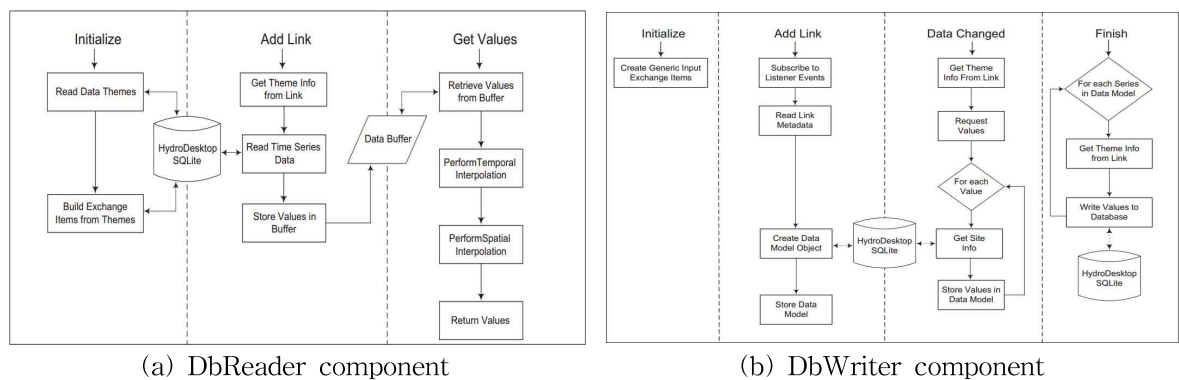 Initialize
Read Data Themes
Build Exchange
Items from Themes
HydroDesktop
SQLite
Add Link
Get Theme Info
from Link
Read Time Series
Data
Store Values in
Buffer
Data Buffer
Get Values
Retrieve Values
from Buffer
PerformTemporal
Interpolation
PerformSpatial
Interpolation
Return Values
(a) DbReader component
Initialize
Create Generic Input
Exchange Items
Add Link
Subscribe to
Listener Events
Read Link
Metadata
Create Data
Model Object
Store Data
Model
HydroDesktop
SQLite
Data Changed
Get Theme
Info From Link
Request
Values
For each
Value
Get Site
Info
Store Values in
Data Model
Finish
For each Series
in Data Model
Get Theme Info
from Link
Write Values to
Database
HydroDesktop
SQLite
(b) DbWriter component